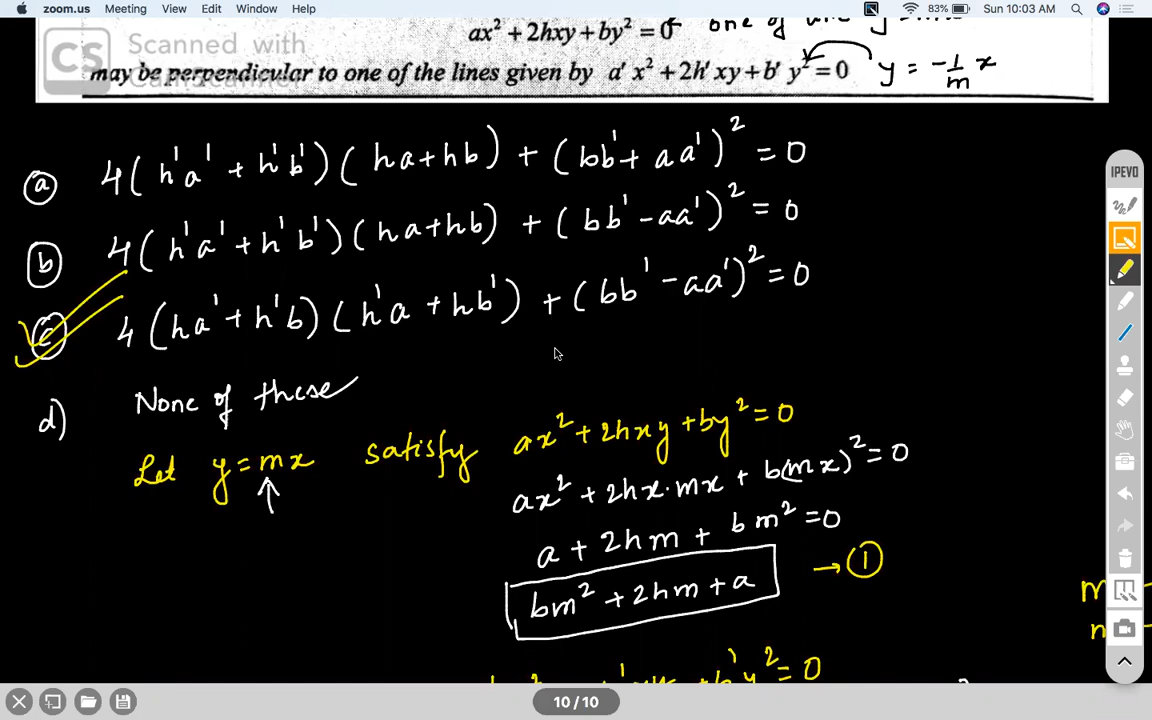 zoom.us Meeting View Edit Window Help 83% Sun 10:03 AM
ax² + 2hxy + by² = 0 one of
CS Scanned with
may be perpendicular to one of the lines given by a′ x² + 2h′ xy + b′ y² = 0 y = -1/m x
IPEVO
(a) 4(h'a' + h'b')(ha+hb) + (bb'+ aa')² = 0
(b) 4(h'a' + h'b')(ha+hb) + (bb' - aa')² = 0
(c) 4(ha' + h'b)(h'a + hb') + (bb' - aa')² = 0
d) None of these
Let y = mx satisfy ax² + 2hxy + by² = 0
ax² + 2hx·mx + b(mx)² = 0
a + 2hm + bm² = 0
bm² + 2hm + a → ①
m
= 0
10 / 10